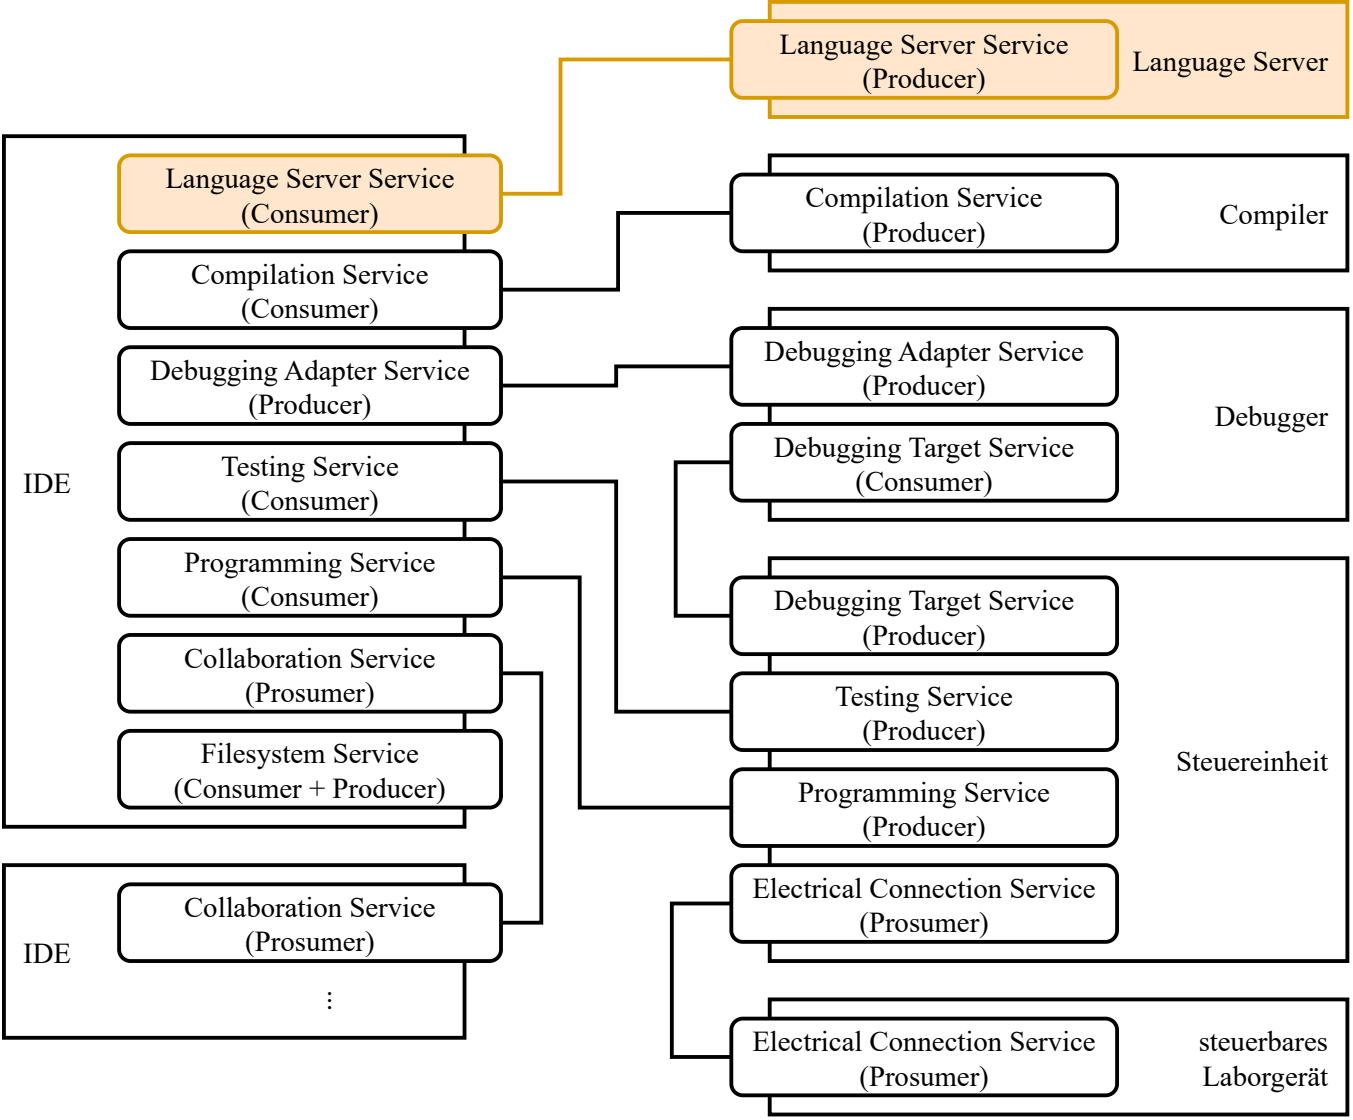 Language Server Service
(Producer)
Language Server
IDE
Language Server Service
(Consumer)
Compilation Service
(Consumer)
Debugging Adapter Service
(Producer)
Testing Service
(Consumer)
Programming Service
(Consumer)
Collaboration Service
(Prosumer)
Filesystem Service
(Consumer + Producer)
IDE
Collaboration Service
(Prosumer)
⋮
Compilation Service
(Producer)
Compiler
Debugging Adapter Service
(Producer)
Debugging Target Service
(Consumer)
Debugger
Debugging Target Service
(Producer)
Testing Service
(Producer)
Programming Service
(Producer)
Electrical Connection Service
(Prosumer)
Steuereinheit
Electrical Connection Service
(Prosumer)
steuerbares
Laborgerät